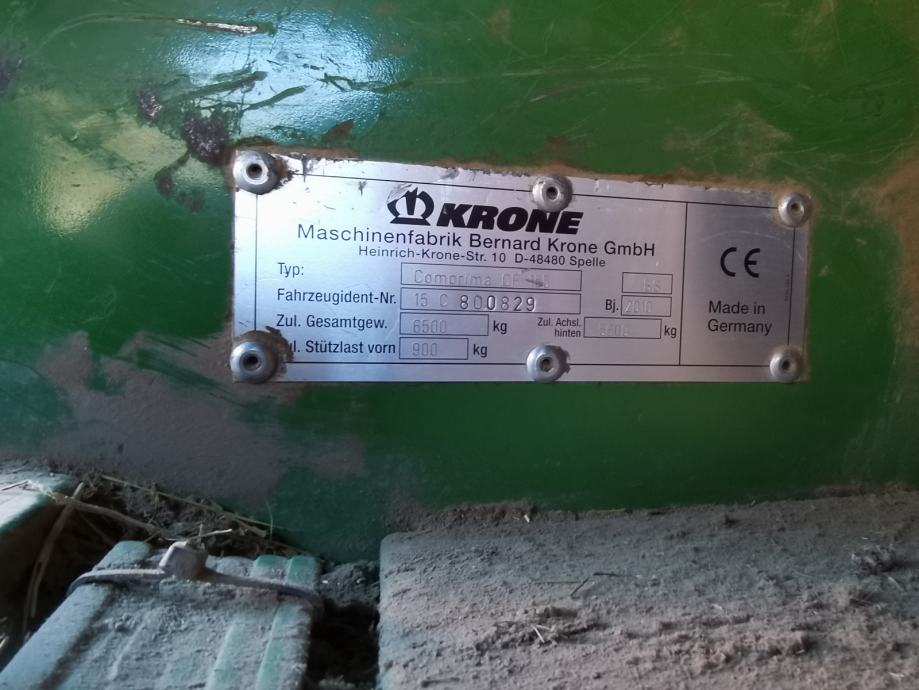 KRONE
Maschinenfabrik Bernard Krone GmbH
Heinrich-Krone-Str. 10 D-48480 Spelle
CE
Typ: Comprima
Fahrzeugident-Nr. 15 C 800829 Bj. 2010
Zul. Gesamtgew. 6500 kg Zul. Achsl. hinten kg
Stützlast vorn 900 kg
Made in
Germany